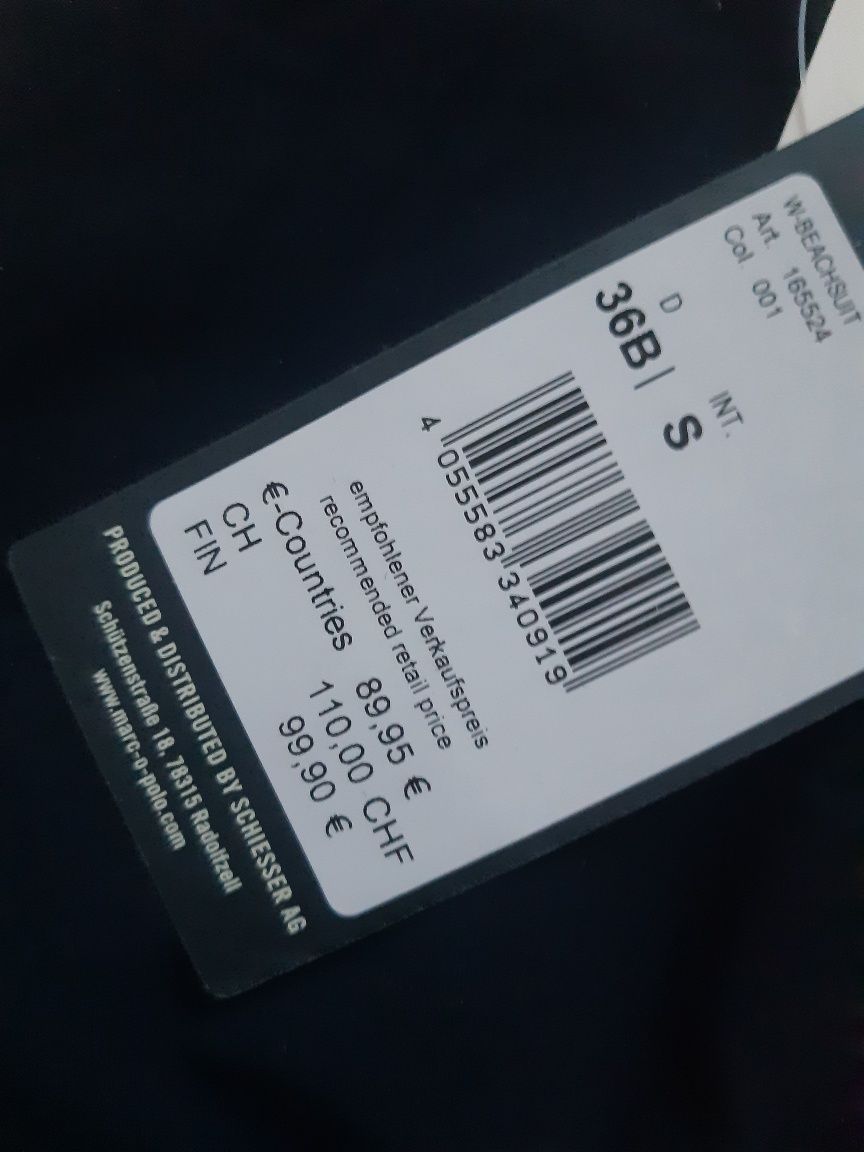 W-BEACHSUIT
Art. 165524
Col. 001
D INT.
36B| S
4 055583 340919
empfohlener Verkaufspreis
recommended retail price
€-Countries 89,95 €
CH 110,00 CHF
FIN 99,90 €
PRODUCED & DISTRIBUTED BY SCHIESSER AG
Schützenstraße 18, 78315 Radolfzell
www.marc-o-polo.com